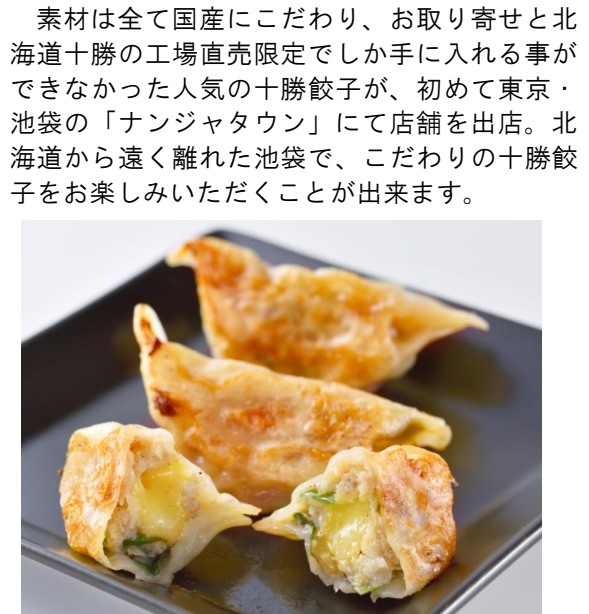 素材は全て国産にこだわり、お取り寄せと北
海道十勝の工場直売限定でしか手に入れる事が
できなかった人気の十勝餃子が、初めて東京・
池袋の「ナンジャタウン」にて店舗を出店。北
海道から遠く離れた池袋で、こだわりの十勝餃
子をお楽しみいただくことが出来ます。